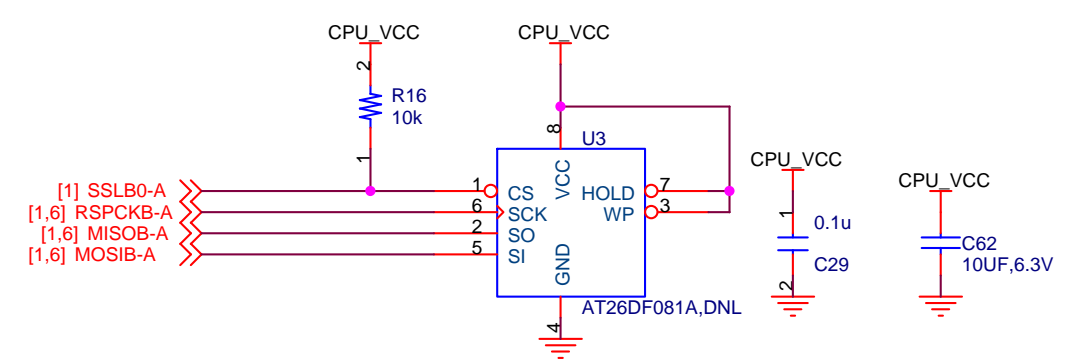 CPU_VCC
CPU_VCC
2
R16
10k
1
8
U3
VCC
CPU_VCC
CPU_VCC
[1] SSLB0-A
1
CS
HOLD
7
[1,6] RSPCKB-A
6
SCK
WP
3
[1,6] MISOB-A
2
SO
[1,6] MOSIB-A
5
SI
GND
1
0.1u
C29
2
C62
10UF,6.3V
AT26DF081A,DNL
4